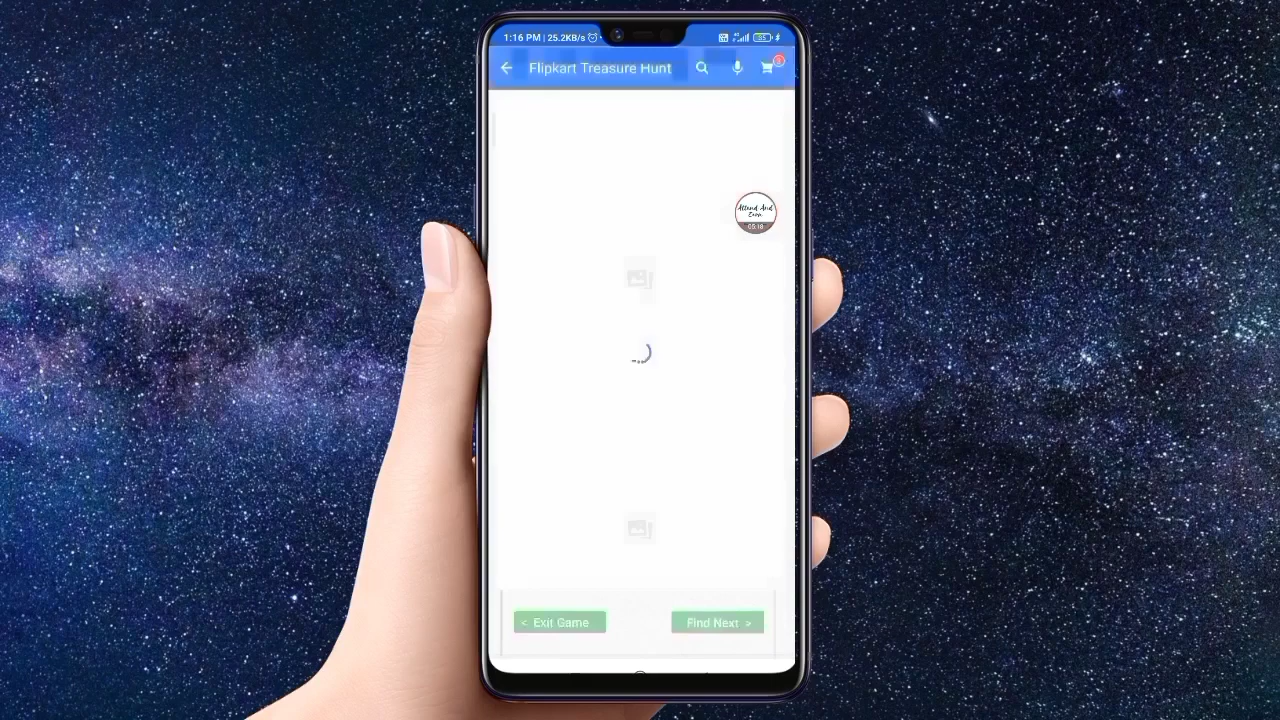 1:16 PM | 25.2KB/s
Flipkart Treasure Hunt
Attend And
Earn
05:18
< Exit Game
Find Next >